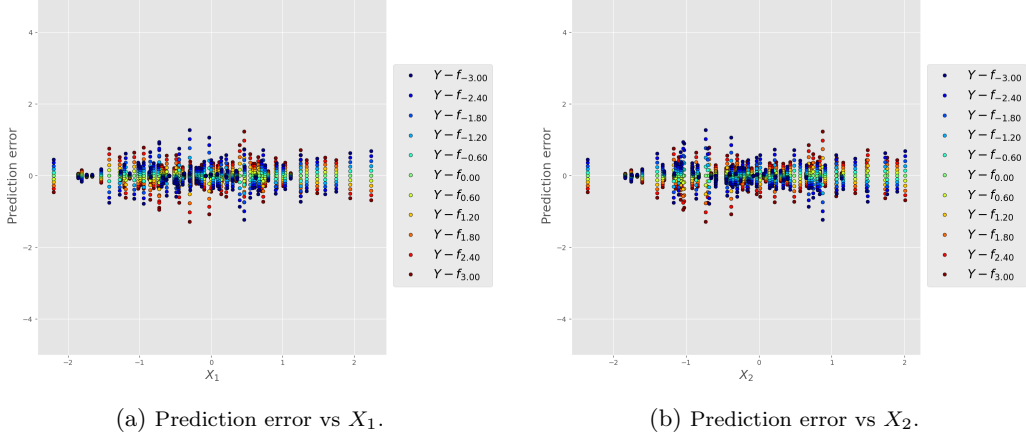 4
2
0
−2
−4
Prediction error
−2
−1
0
1
2
X₁
Y − f₋₃.₀₀
Y − f₋₂.₄₀
Y − f₋₁.₈₀
Y − f₋₁.₂₀
Y − f₋₀.₆₀
Y − f₀.₀₀
Y − f₀.₆₀
Y − f₁.₂₀
Y − f₁.₈₀
Y − f₂.₄₀
Y − f₃.₀₀
(a) Prediction error vs X₁.
4
2
0
−2
−4
Prediction error
−2
−1
0
1
2
X₂
Y − f₋₃.₀₀
Y − f₋₂.₄₀
Y − f₋₁.₈₀
Y − f₋₁.₂₀
Y − f₋₀.₆₀
Y − f₀.₀₀
Y − f₀.₆₀
Y − f₁.₂₀
Y − f₁.₈₀
Y − f₂.₄₀
Y − f₃.₀₀
(b) Prediction error vs X₂.